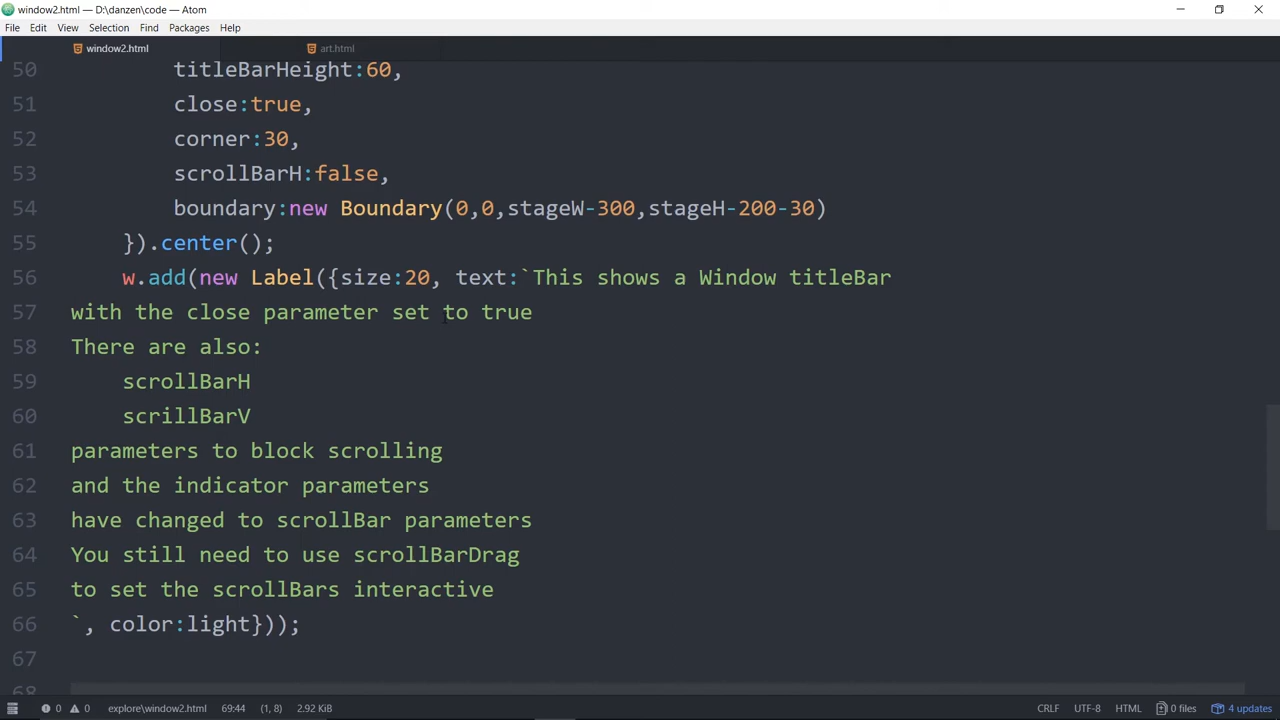 window2.html — D:\danzen\code — Atom
File Edit View Selection Find Packages Help
window2.html art.html
50 titleBarHeight:60,
51 close:true,
52 corner:30,
53 scrollBarH:false,
54 boundary:new Boundary(0,0,stageW-300,stageH-200-30)
55 }).center();
56 w.add(new Label({size:20, text:`This shows a Window titleBar
57 with the close parameter set to true
58 There are also:
59 scrollBarH
60 scrillBarV
61 parameters to block scrolling
62 and the indicator parameters
63 have changed to scrollBar parameters
64 You still need to use scrollBarDrag
65 to set the scrollBars interactive
66 `, color:light}));
67
68
0 0 explore\window2.html 69:44 (1, 8) 2.92 KiB CRLF UTF-8 HTML 0 files 4 updates